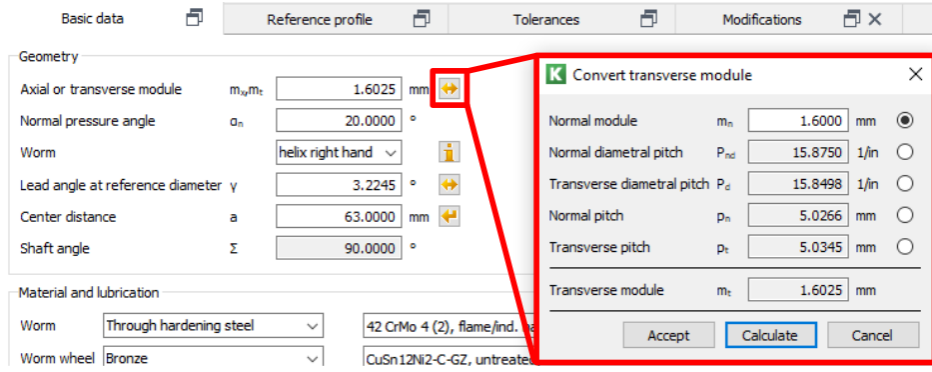 Basic data Reference profile Tolerances Modifications
Geometry
Axial or transverse module mₓ,mₜ 1.6025 mm
Normal pressure angle αₙ 20.0000 °
Worm helix right hand
Lead angle at reference diameter γ 3.2245 °
Center distance a 63.0000 mm
Shaft angle Σ 90.0000 °
Material and lubrication
Worm Through hardening steel 42 CrMo 4 (2), flame/ind.
Worm wheel Bronze CuSn12Ni2-C-GZ, untreated
K Convert transverse module
Normal module mₙ 1.6000 mm
Normal diametral pitch Pₙd 15.8750 1/in
Transverse diametral pitch Pd 15.8498 1/in
Normal pitch pₙ 5.0266 mm
Transverse pitch pₜ 5.0345 mm
Transverse module mₜ 1.6025 mm
Accept Calculate Cancel